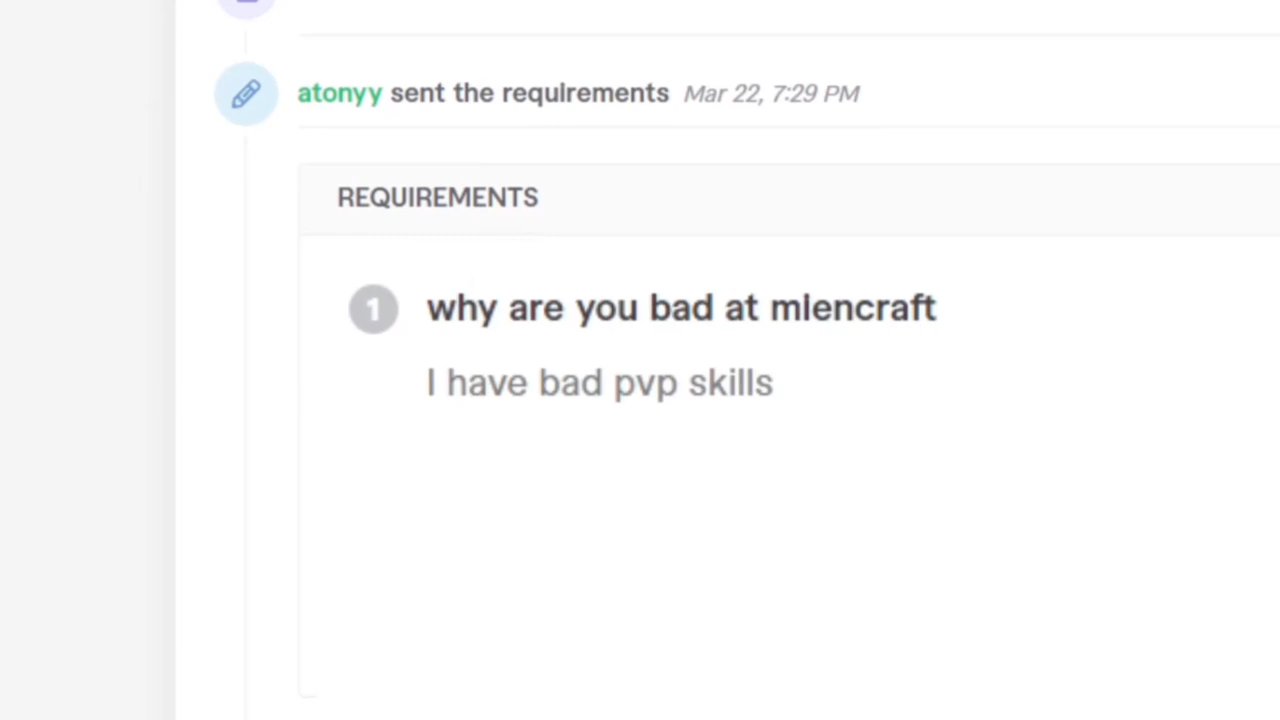 atonyy sent the requirements Mar 22, 7:29 PM
REQUIREMENTS
1 why are you bad at miencraft
I have bad pvp skills